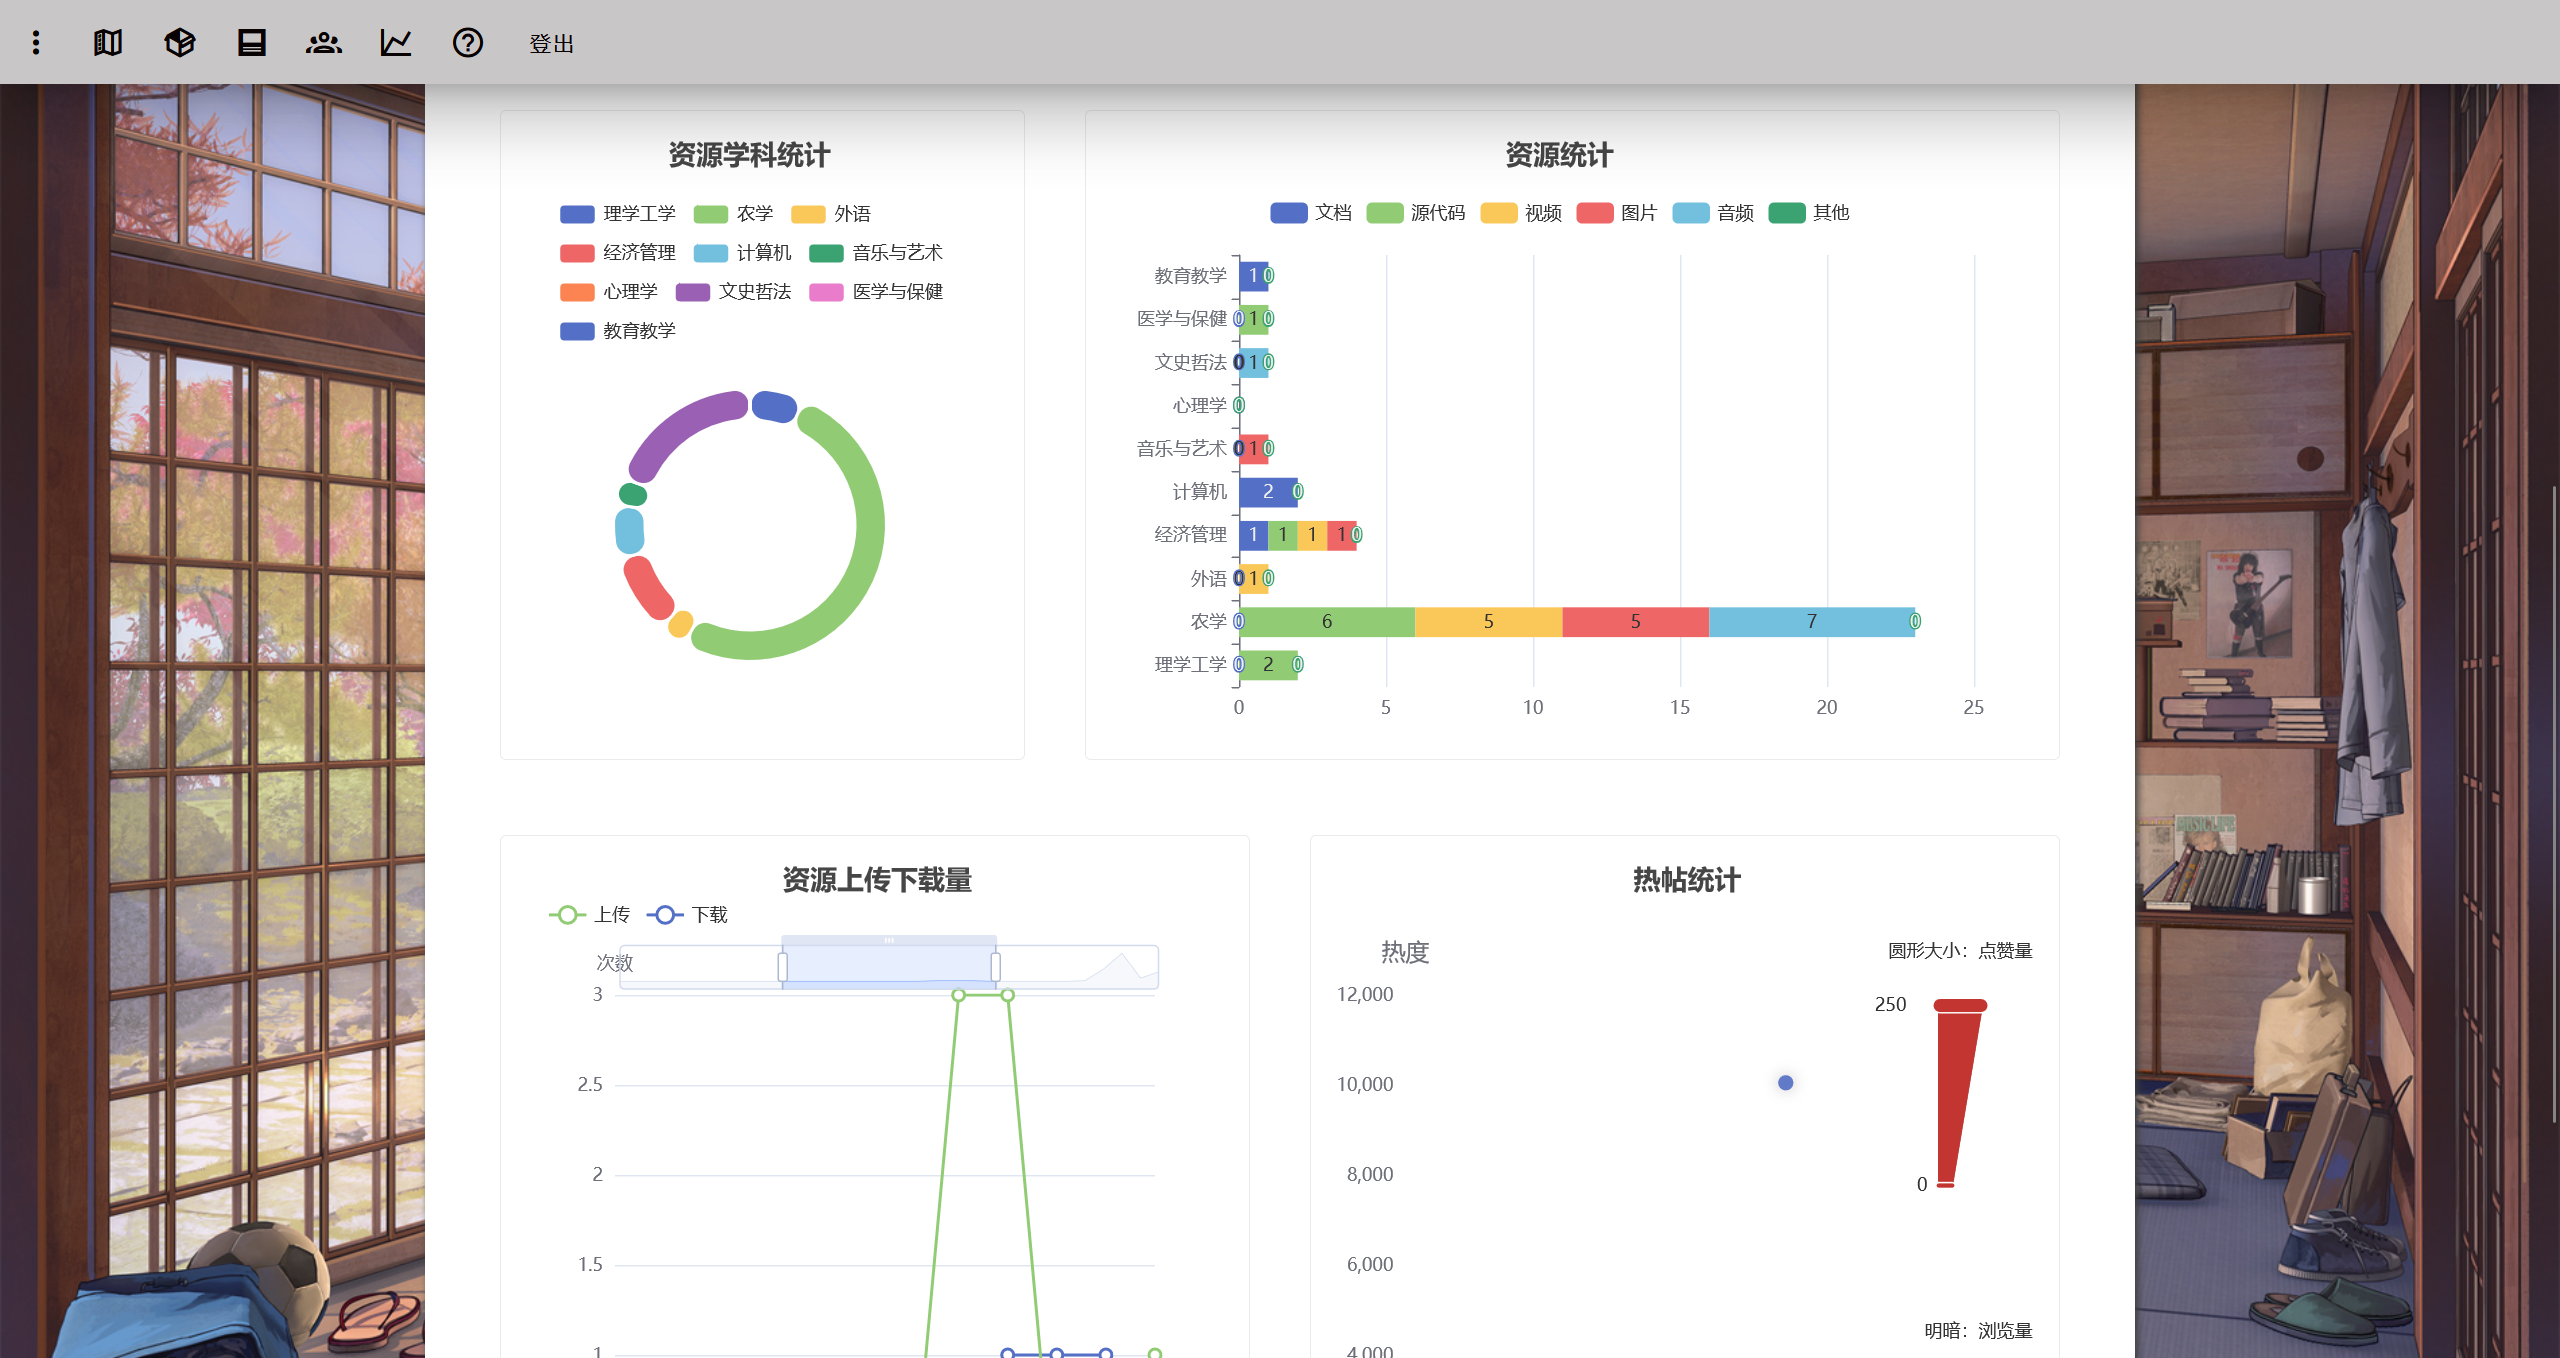 登出
资源学科统计
理学工学 农学 外语
经济管理 计算机 音乐与艺术
心理学 文史哲法 医学与保健
教育教学
资源统计
文档 源代码 视频 图片 音频 其他
教育教学 1 0
医学与保健 0 1 0
文史哲法 0 1 0
心理学 0
音乐与艺术 0 1 0
计算机 2 0
经济管理 1 1 1 1 0
外语 0 1 0
农学 0 6 5 5 7 0
理学工学 0 2 0
0 5 10 15 20 25
资源上传下载量
上传 下载
次数
3
2.5
2
1.5
1
热帖统计
热度
圆形大小：点赞量
12,000
10,000
8,000
6,000
4,000
250
0
明暗：浏览量
MUSIC LIFE